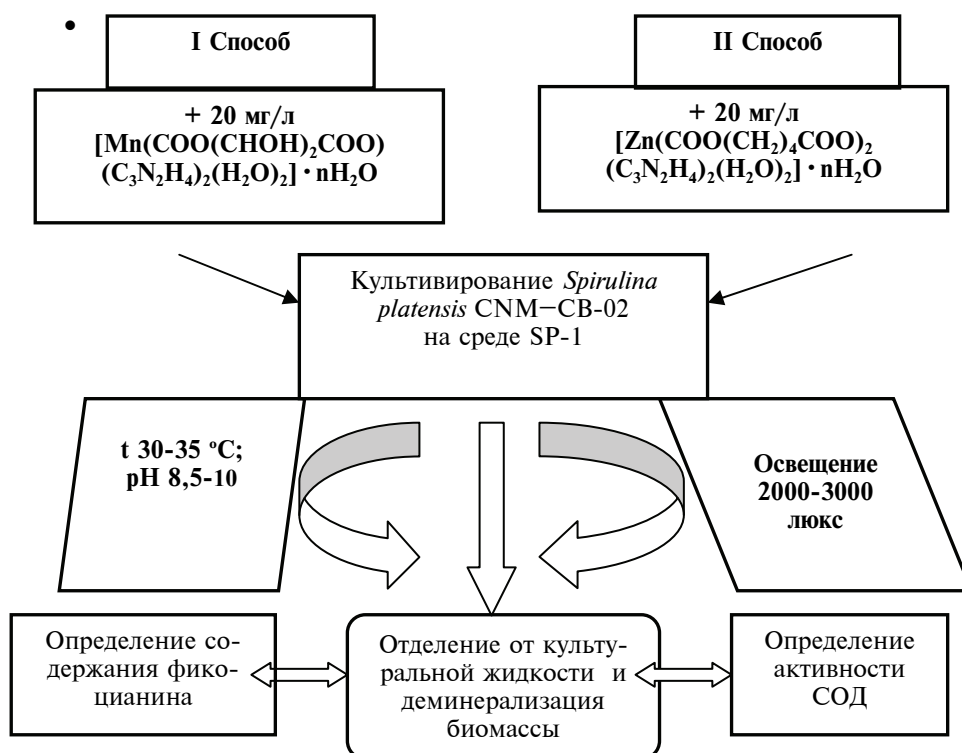 •
I Способ
+ 20 мг/л
[Mn(COO(CHOH)₂COO)
(C₃N₂H₄)₂(H₂O)₂] · nH₂O
II Способ
+ 20 мг/л
[Zn(COO(CH₂)₄COO)₂
(C₃N₂H₄)₂(H₂O)₂] · nH₂O
Культивирование Spirulina
platensis CNM–CB-02
на среде SP-1
t 30-35 ºC;
pH 8,5-10
Освещение
2000-3000
люкс
Определение со-
держания фико-
цианина
Отделение от культу-
ральной жидкости и
деминерализация
биомассы
Определение
активности
СОД